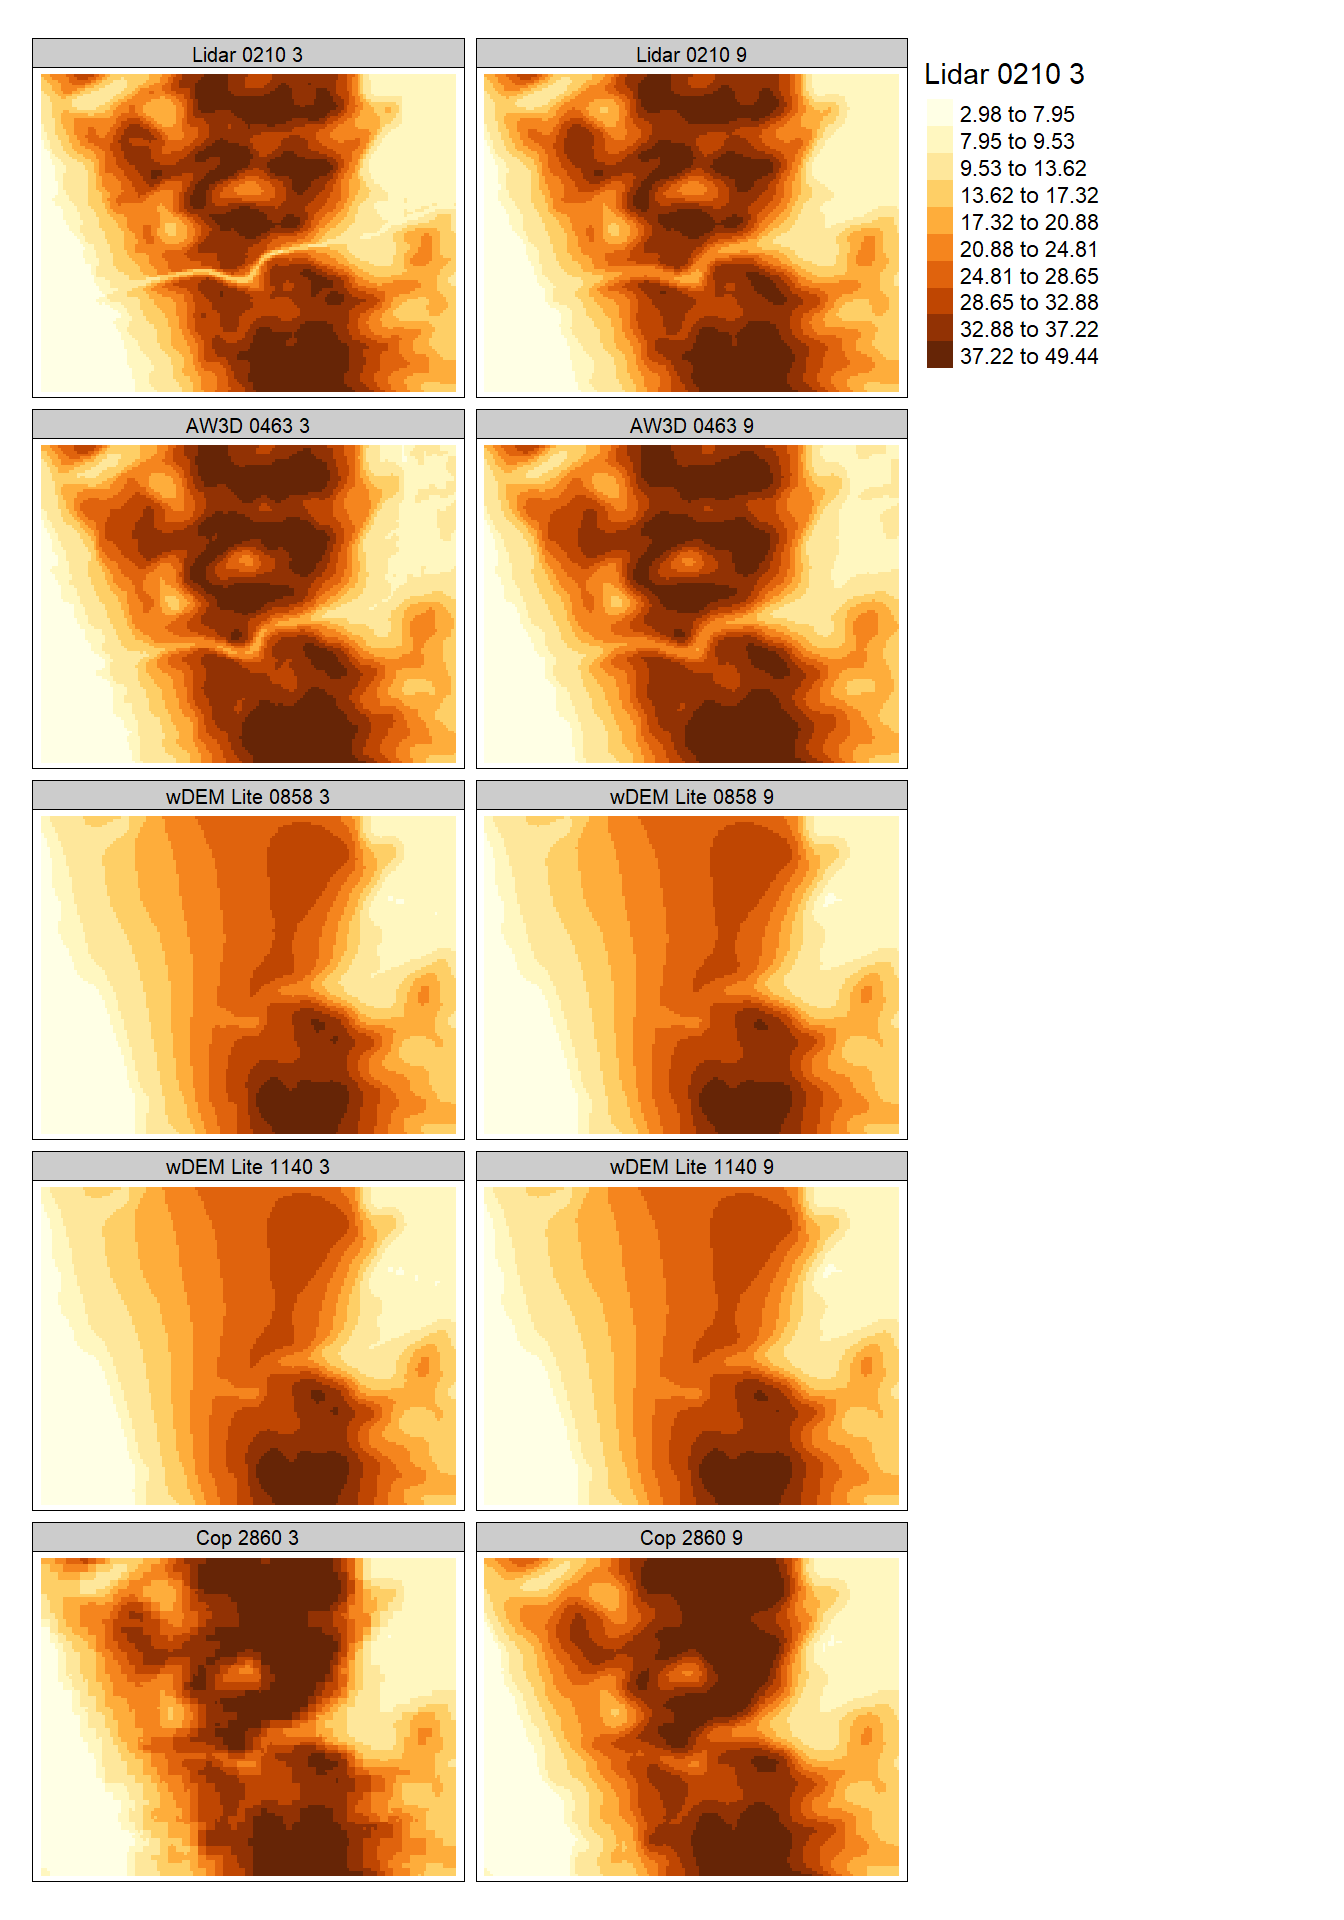 Lidar 0210 3
Lidar 0210 9
Lidar 0210 3
2.98 to 7.95
7.95 to 9.53
9.53 to 13.62
13.62 to 17.32
17.32 to 20.88
20.88 to 24.81
24.81 to 28.65
28.65 to 32.88
32.88 to 37.22
37.22 to 49.44
AW3D 0463 3
AW3D 0463 9
wDEM Lite 0858 3
wDEM Lite 0858 9
wDEM Lite 1140 3
wDEM Lite 1140 9
Cop 2860 3
Cop 2860 9